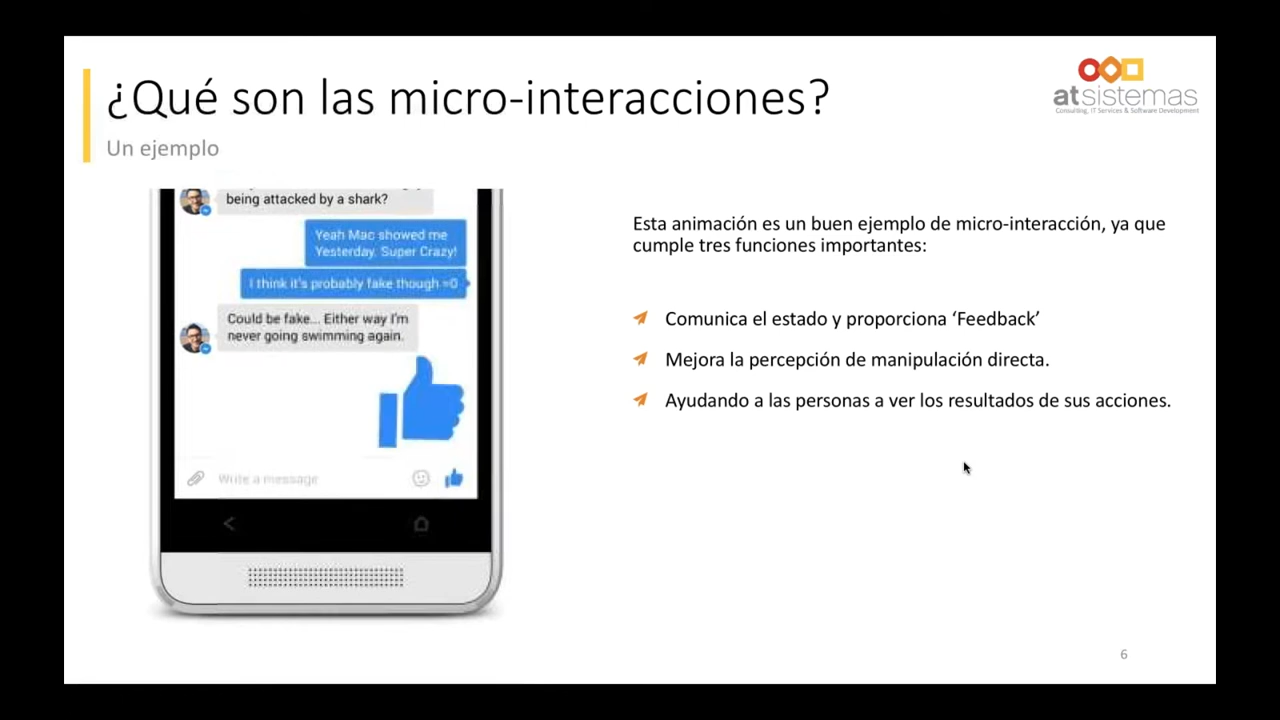 ¿Qué son las micro-interacciones?
Un ejemplo
atsistemas
Consulting, IT Services & Software Development
being attacked by a shark?
Yeah Mac showed me
Yesterday. Super Crazy!
I think it's probably fake though =0
Could be fake... Either way I'm
never going swimming again.
Write a message
Esta animación es un buen ejemplo de micro-interacción, ya que
cumple tres funciones importantes:
Comunica el estado y proporciona ‘Feedback’
Mejora la percepción de manipulación directa.
Ayudando a las personas a ver los resultados de sus acciones.
6